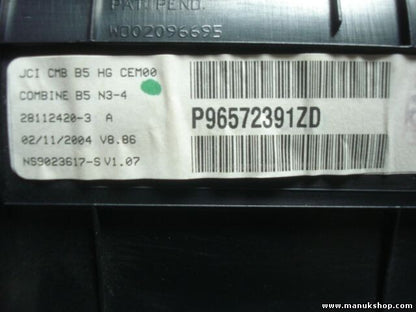 PAT. PEND.
W002096695
JCI CMB B5 HG CEM00
COMBINE B5 N3-4
28112420-3 A
02/11/2004 V8.86
NS9023617-S V1.07
P96572391ZD
www.manukshop.com